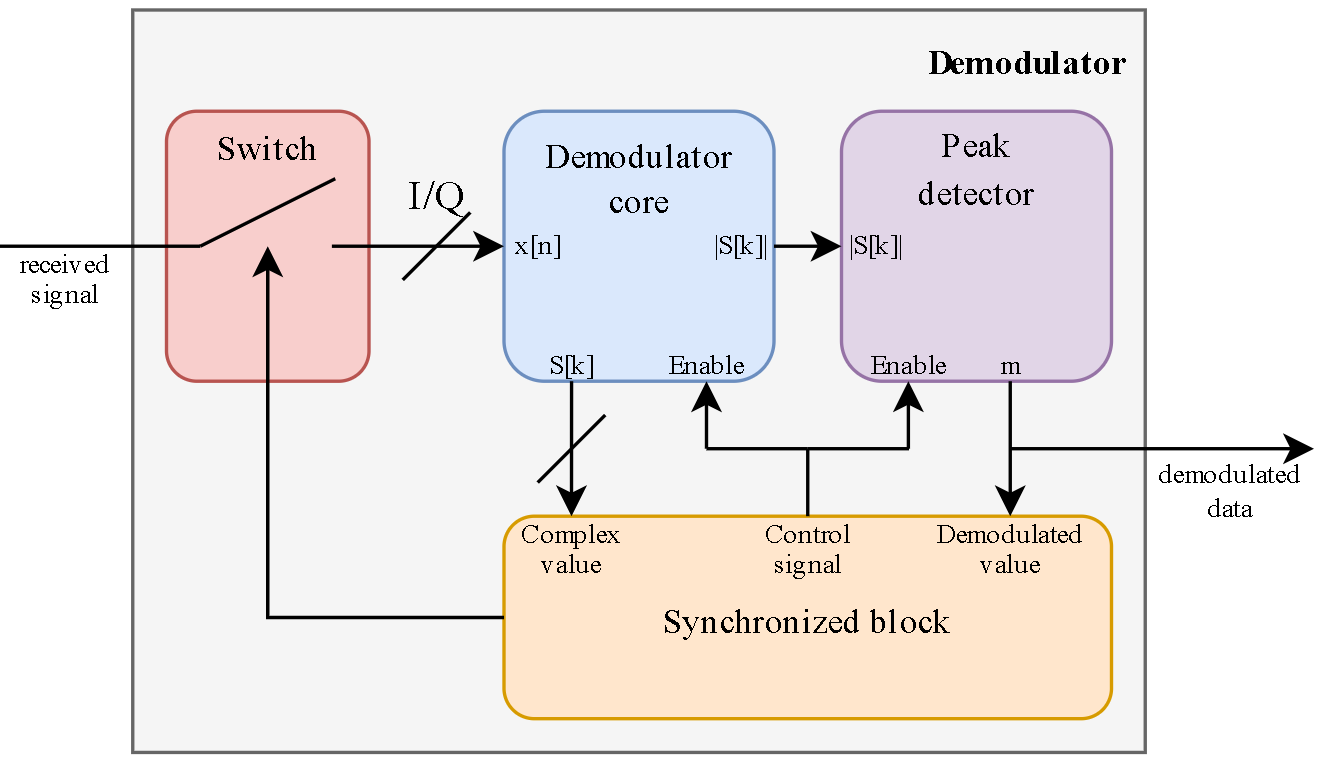 Demodulator
Switch
I/Q
Demodulator
core
Peak
detector
x[n]
|S[k]|
|S[k]|
received
signal
S[k]
Enable
Enable
m
demodulated
data
Complex
value
Control
signal
Demodulated
value
Synchronized block